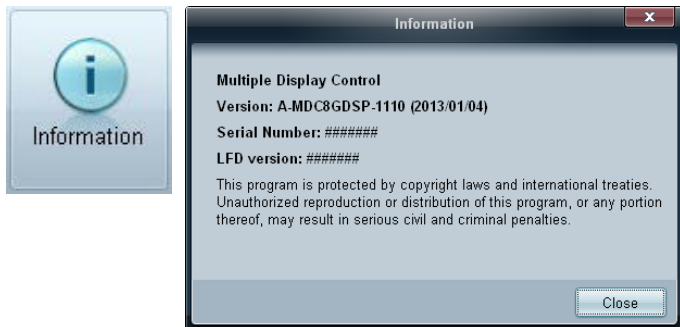 Information
Information
Multiple Display Control
Version: A-MDC8GDSP-1110 (2013/01/04)
Serial Number: #######
LFD version: #######
This program is protected by copyright laws and international treaties.
Unauthorized reproduction or distribution of this program, or any portion
thereof, may result in serious civil and criminal penalties.
Close